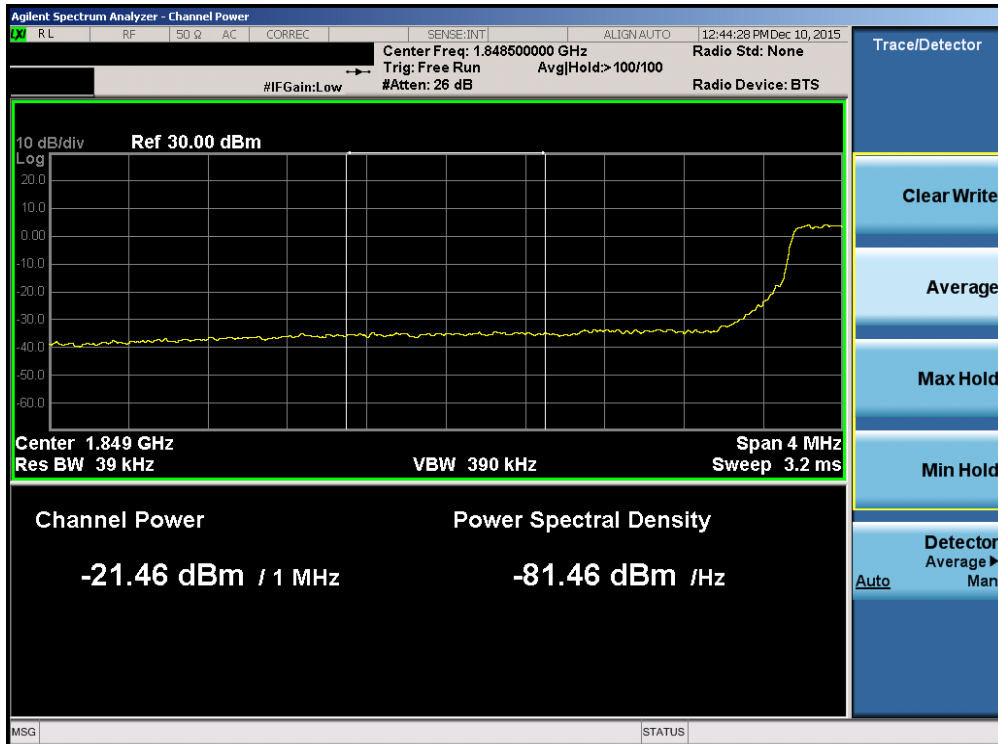 Agilent Spectrum Analyzer - Channel Power
LXI RL RF 50 Ω AC CORREC SENSE:INT ALIGN AUTO 12:44:28 PM Dec 10, 2015
Center Freq: 1.848500000 GHz Radio Std: None
Trig: Free Run Avg|Hold:>100/100
#IFGain:Low #Atten: 26 dB Radio Device: BTS
10 dB/div Ref 30.00 dBm
Log
20.0
10.0
0.00
-10.0
-20.0
-30.0
-40.0
-50.0
-60.0
Center 1.849 GHz Span 4 MHz
Res BW 39 kHz VBW 390 kHz Sweep 3.2 ms
Channel Power Power Spectral Density
-21.46 dBm / 1 MHz -81.46 dBm /Hz
MSG STATUS
Trace/Detector
Clear Write
Average
Max Hold
Min Hold
Detector
Average▶
Auto Man